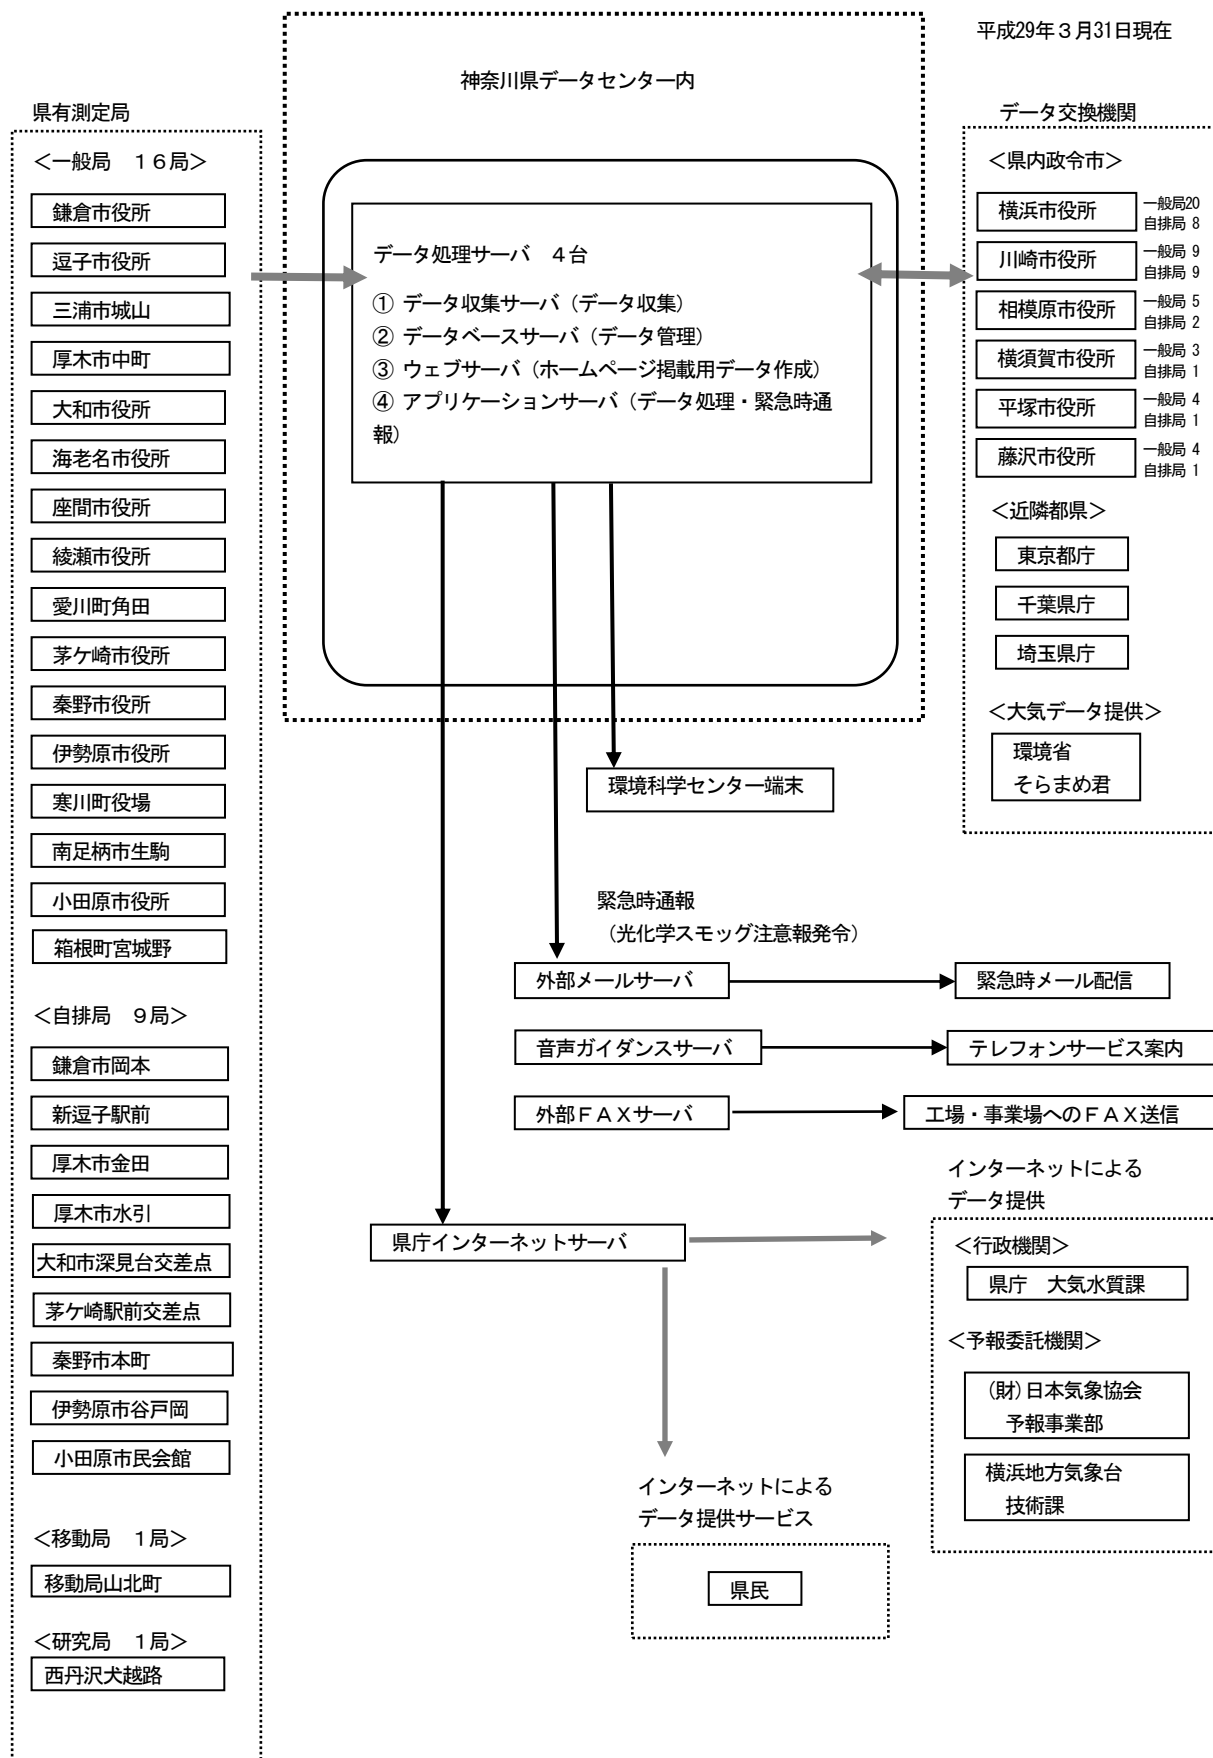 平成29年３月31日現在
神奈川県データセンター内
県有測定局
＜一般局　１６局＞
鎌倉市役所
逗子市役所
三浦市城山
厚木市中町
大和市役所
海老名市役所
座間市役所
綾瀬市役所
愛川町角田
茅ケ崎市役所
秦野市役所
伊勢原市役所
寒川町役場
南足柄市生駒
小田原市役所
箱根町宮城野
＜自排局　９局＞
鎌倉市岡本
新逗子駅前
厚木市金田
厚木市水引
大和市深見台交差点
茅ケ崎駅前交差点
秦野市本町
伊勢原市谷戸岡
小田原市民会館
＜移動局　１局＞
移動局山北町
＜研究局　１局＞
西丹沢犬越路
データ処理サーバ　４台
① データ収集サーバ（データ収集）
② データベースサーバ（データ管理）
③ ウェブサーバ（ホームページ掲載用データ作成）
④ アプリケーションサーバ（データ処理・緊急時通
報）
データ交換機関
＜県内政令市＞
横浜市役所
一般局20
自排局 8
川崎市役所
一般局 9
自排局 9
相模原市役所
一般局 5
自排局 2
横須賀市役所
一般局 3
自排局 1
平塚市役所
一般局 4
自排局 1
藤沢市役所
一般局 4
自排局 1
＜近隣都県＞
東京都庁
千葉県庁
埼玉県庁
＜大気データ提供＞
環境省
そらまめ君
環境科学センター端末
緊急時通報
（光化学スモッグ注意報発令）
外部メールサーバ
緊急時メール配信
音声ガイダンスサーバ
テレフォンサービス案内
外部ＦＡＸサーバ
工場・事業場へのＦＡＸ送信
県庁インターネットサーバ
インターネットによる
データ提供
＜行政機関＞
県庁　大気水質課
＜予報委託機関＞
（財）日本気象協会
予報事業部
横浜地方気象台
技術課
インターネットによる
データ提供サービス
県民